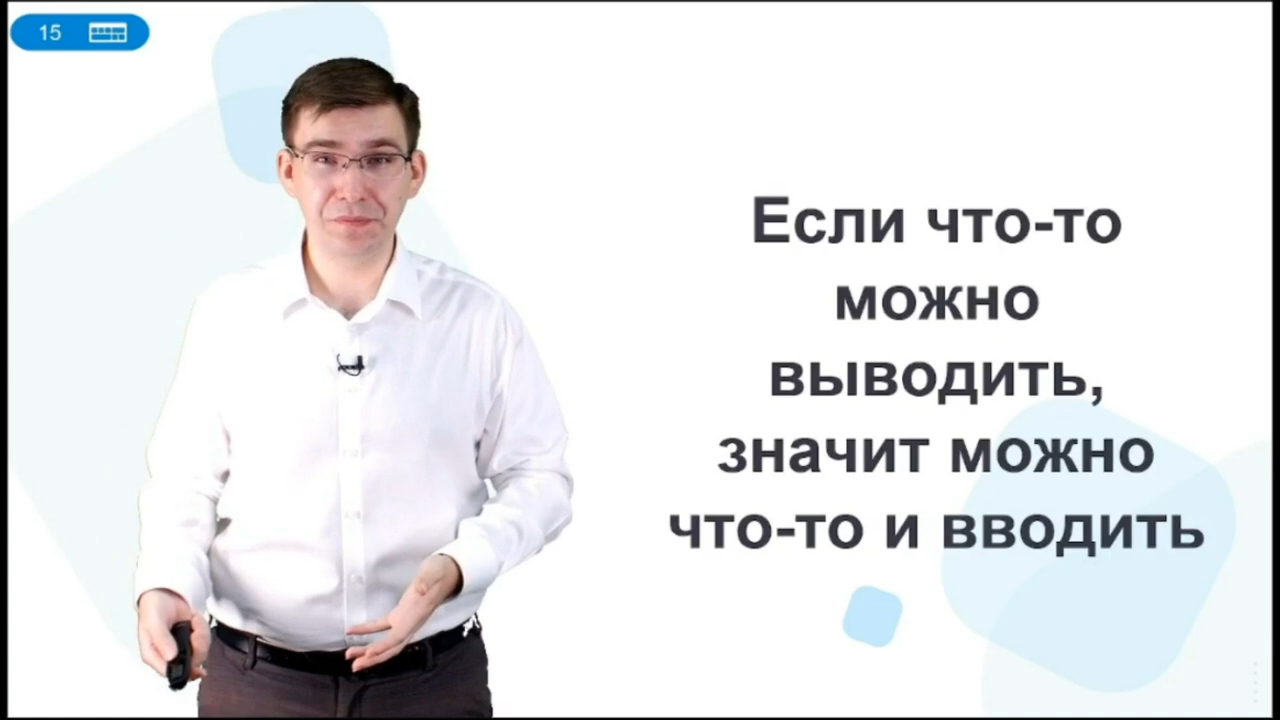 15
Если что-то
можно
выводить,
значит можно
что-то и вводить